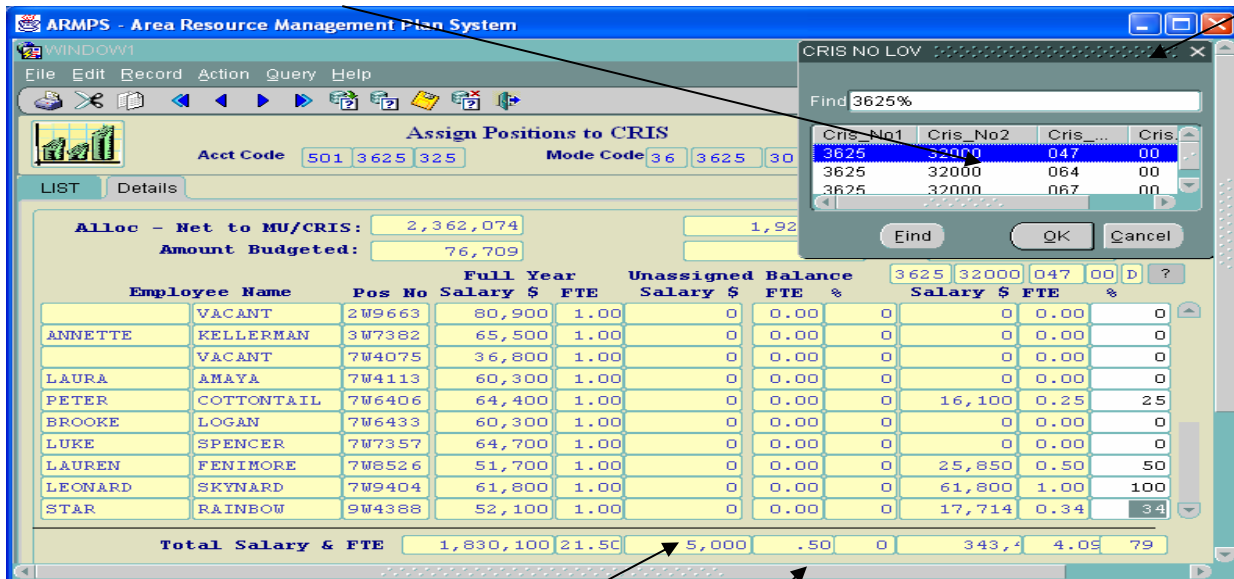 ARMPS - Area Resource Management Plan System
WINDOW1
File Edit Record Action Query Help
Assign Positions to CRIS
Acct Code 501 3625 325 Mode Code 36 3625 30
LIST Details
Alloc - Net to MU/CRIS: 2,362,074 1,92
Amount Budgeted: 76,709
CRIS NO LOV
Find 3625%
Cris_No1 Cris_No2 Cris_... Cris.
3625 32000 047 00
3625 32000 064 00
3625 32000 067 00
Find OK Cancel
Full Year Unassigned Balance 3625 32000 047 00 D ?
Employee Name Pos No Salary $ FTE Salary $ FTE % Salary $ FTE %
VACANT 2W9663 80,900 1.00 0 0.00 0 0 0.00 0
ANNETTE KELLERMAN 3W7382 65,500 1.00 0 0.00 0 0 0.00 0
VACANT 7W4075 36,800 1.00 0 0.00 0 0 0.00 0
LAURA AMAYA 7W4113 60,300 1.00 0 0.00 0 0 0.00 0
PETER COTTONTAIL 7W6406 64,400 1.00 0 0.00 0 16,100 0.25 25
BROOKE LOGAN 7W6433 60,300 1.00 0 0.00 0 0 0.00 0
LUKE SPENCER 7W7357 64,700 1.00 0 0.00 0 0 0.00 0
LAUREN FENIMORE 7W8526 51,700 1.00 0 0.00 0 25,850 0.50 50
LEONARD SKYNARD 7W9404 61,800 1.00 0 0.00 0 61,800 1.00 100
STAR RAINBOW 9W4388 52,100 1.00 0 0.00 0 17,714 0.34 34
Total Salary & FTE 1,830,100 21.50 5,000 .50 0 343,4 4.09 79